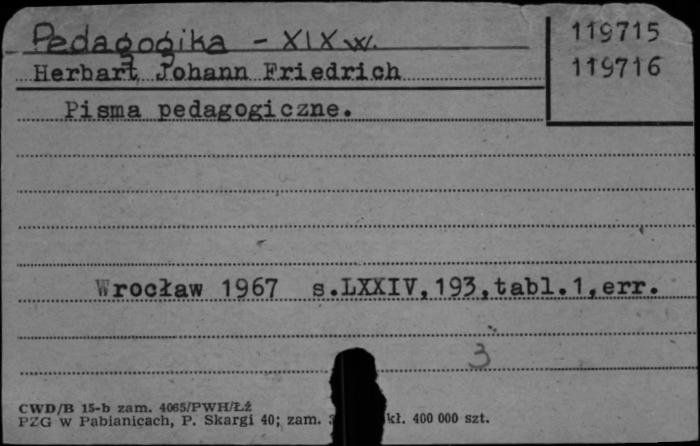 Pedagogika - XIX w.
119715
Herbart, Johann Friedrich
119716
Pisma pedagogiczne.
Wrocław 1967 s.LXXIV,193,tabl.1,err.
3
CWD/B 15-b zam. 4065/PWH/Łź
PZG w Pabianicach, P. Skargi 40; zam. kł. 400 000 szt.